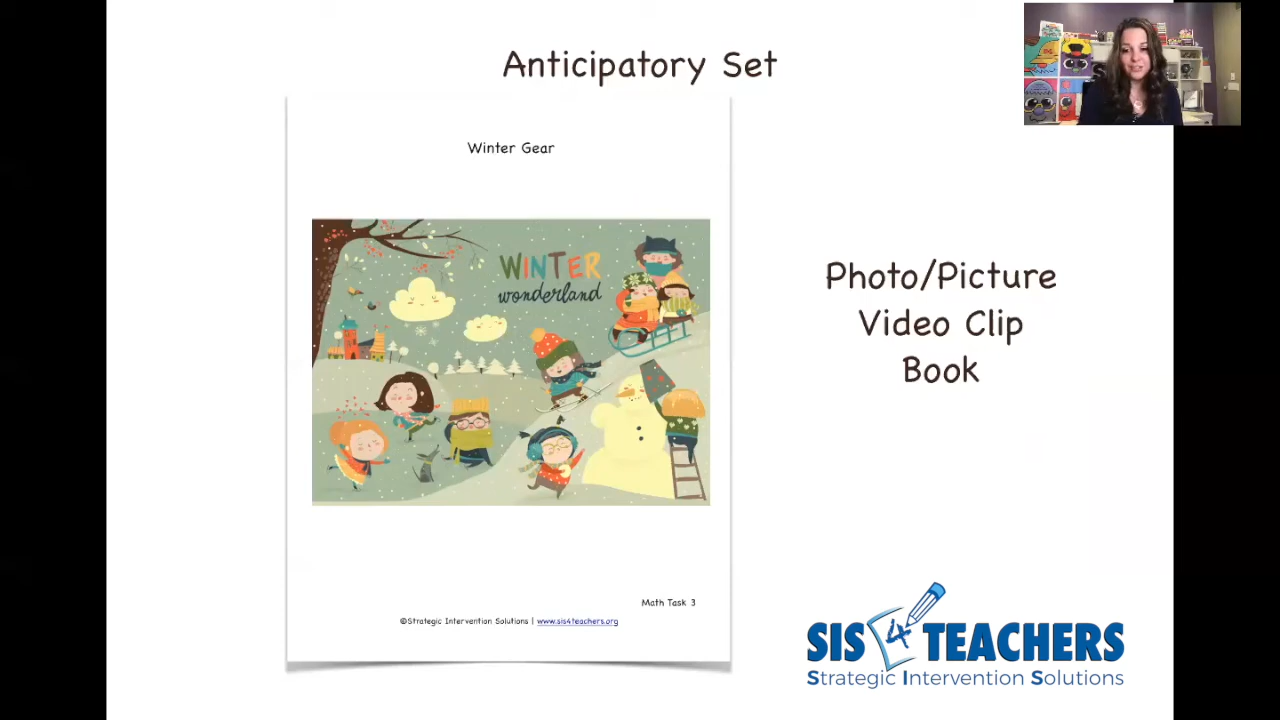 Anticipatory Set
Winter Gear
WINTER
wonderland
Photo/Picture
Video Clip
Book
Math Task 3
©Strategic Intervention Solutions | www.sis4teachers.org
SIS 4 TEACHERS
Strategic Intervention Solutions